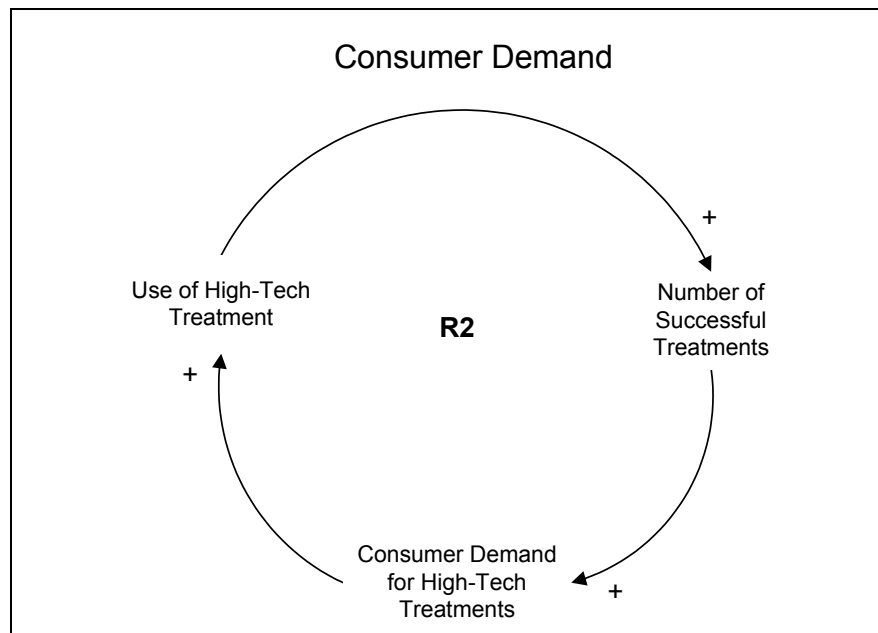 Consumer Demand
+
Use of High-Tech
Treatment
R2
Number of
Successful
Treatments
+
Consumer Demand
for High-Tech
Treatments
+